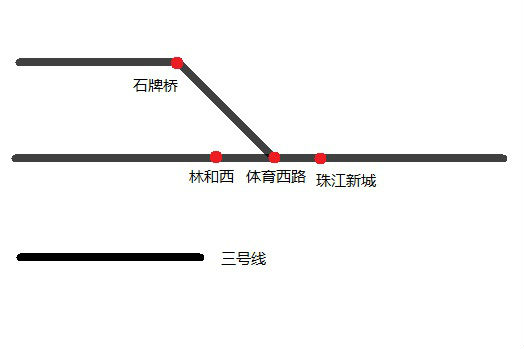 石牌桥
林和西
体育西路
珠江新城
三号线